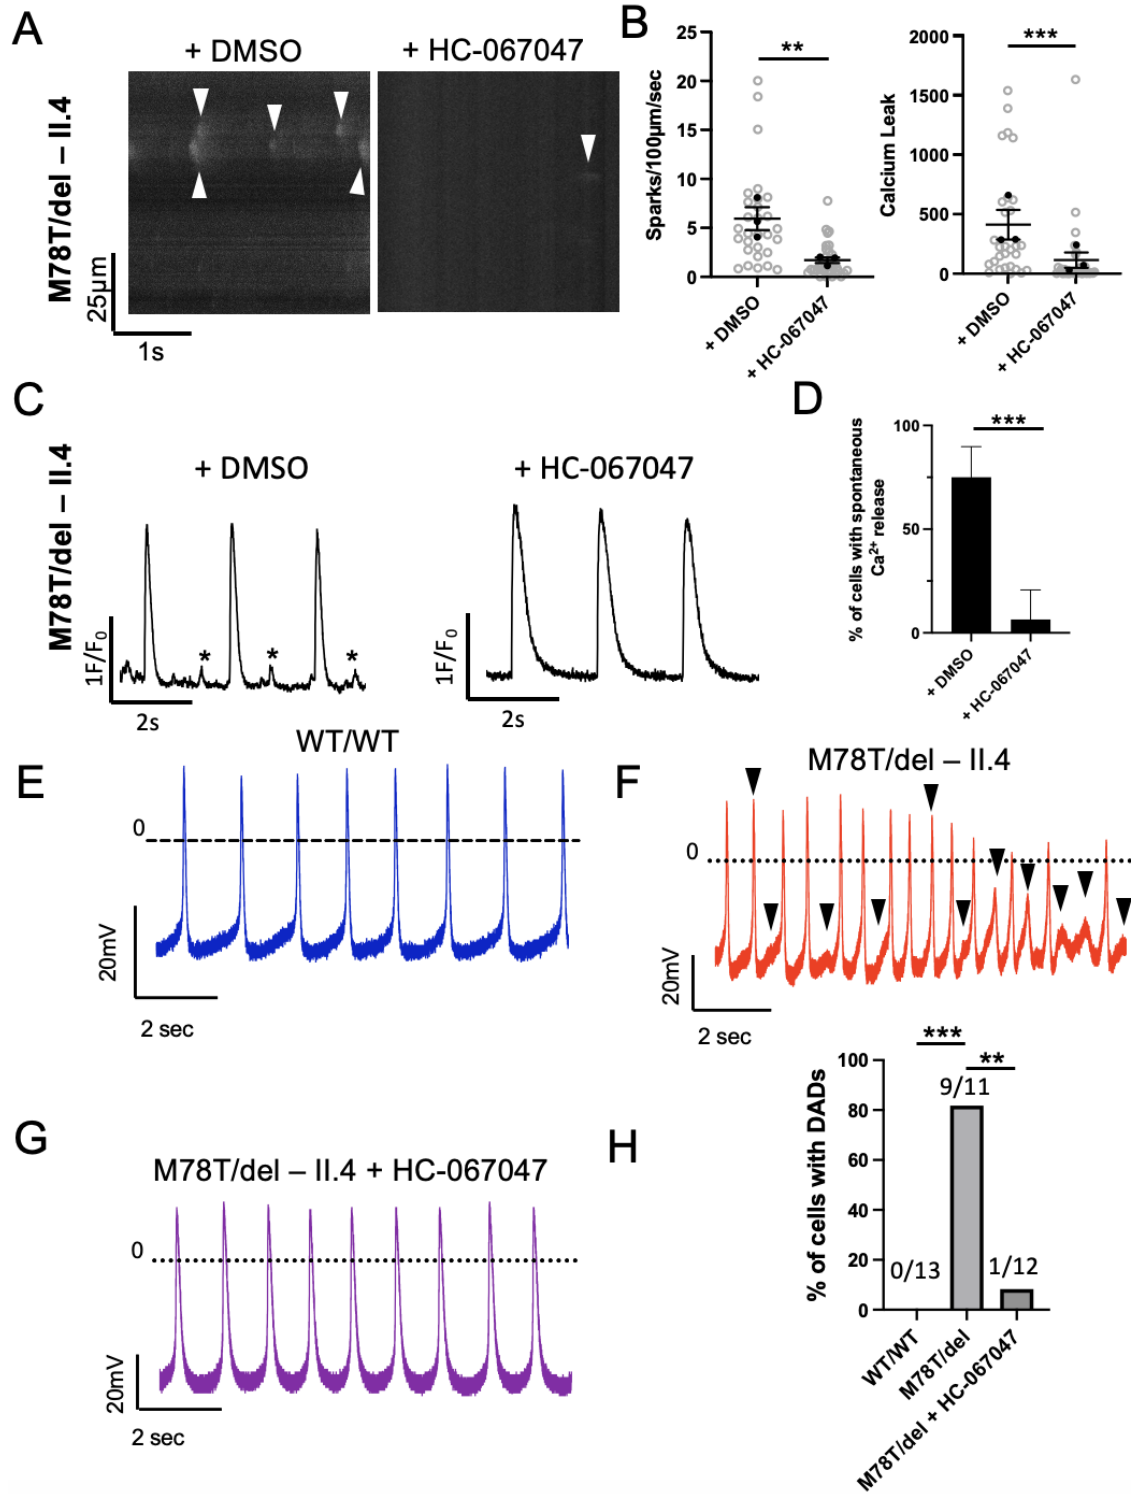 A
+ DMSO
+ HC-067047
M78T/del – II.4
25µm
1s
B
**
Sparks/100µm/sec
25
20
15
10
5
0
+ DMSO
+ HC-067047
***
Calcium Leak
2000
1500
1000
500
0
+ DMSO
+ HC-067047
C
M78T/del – II.4
+ DMSO
1F/F0
* * *
2s
+ HC-067047
1F/F0
2s
D
***
% of cells with spontaneous
Ca2+ release
100
50
0
+ DMSO
+ HC-067047
E
WT/WT
0
20mV
2 sec
F
M78T/del – II.4
0
20mV
2 sec
G
M78T/del – II.4 + HC-067047
0
20mV
2 sec
H
***
**
% of cells with DADs
100
80
60
40
20
0
0/13
9/11
1/12
WT/WT
M78T/del
M78T/del + HC-067047